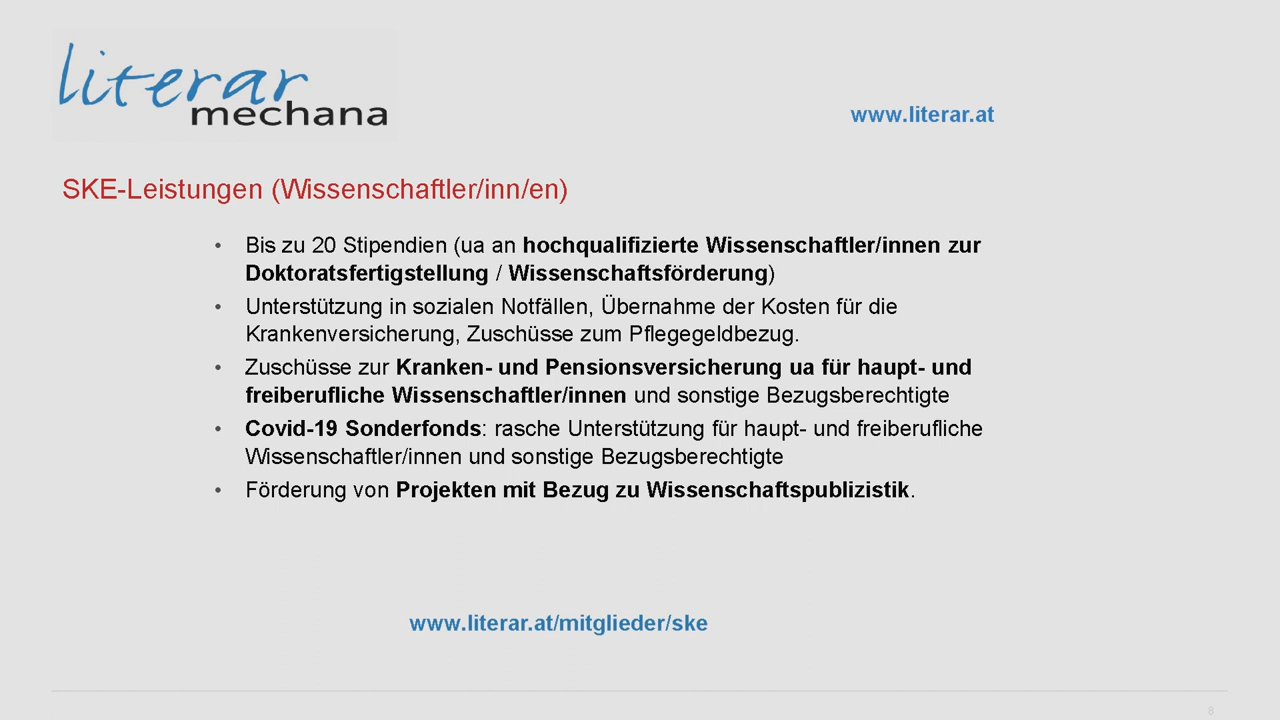 literar
mechana
www.literar.at
SKE-Leistungen (Wissenschaftler/inn/en)
• Bis zu 20 Stipendien (ua an hochqualifizierte Wissenschaftler/innen zur
Doktoratsfertigstellung / Wissenschaftsförderung)
• Unterstützung in sozialen Notfällen, Übernahme der Kosten für die
Krankenversicherung, Zuschüsse zum Pflegegeldbezug.
• Zuschüsse zur Kranken- und Pensionsversicherung ua für haupt- und
freiberufliche Wissenschaftler/innen und sonstige Bezugsberechtigte
• Covid-19 Sonderfonds: rasche Unterstützung für haupt- und freiberufliche
Wissenschaftler/innen und sonstige Bezugsberechtigte
• Förderung von Projekten mit Bezug zu Wissenschaftspublizistik.
www.literar.at/mitglieder/ske
8